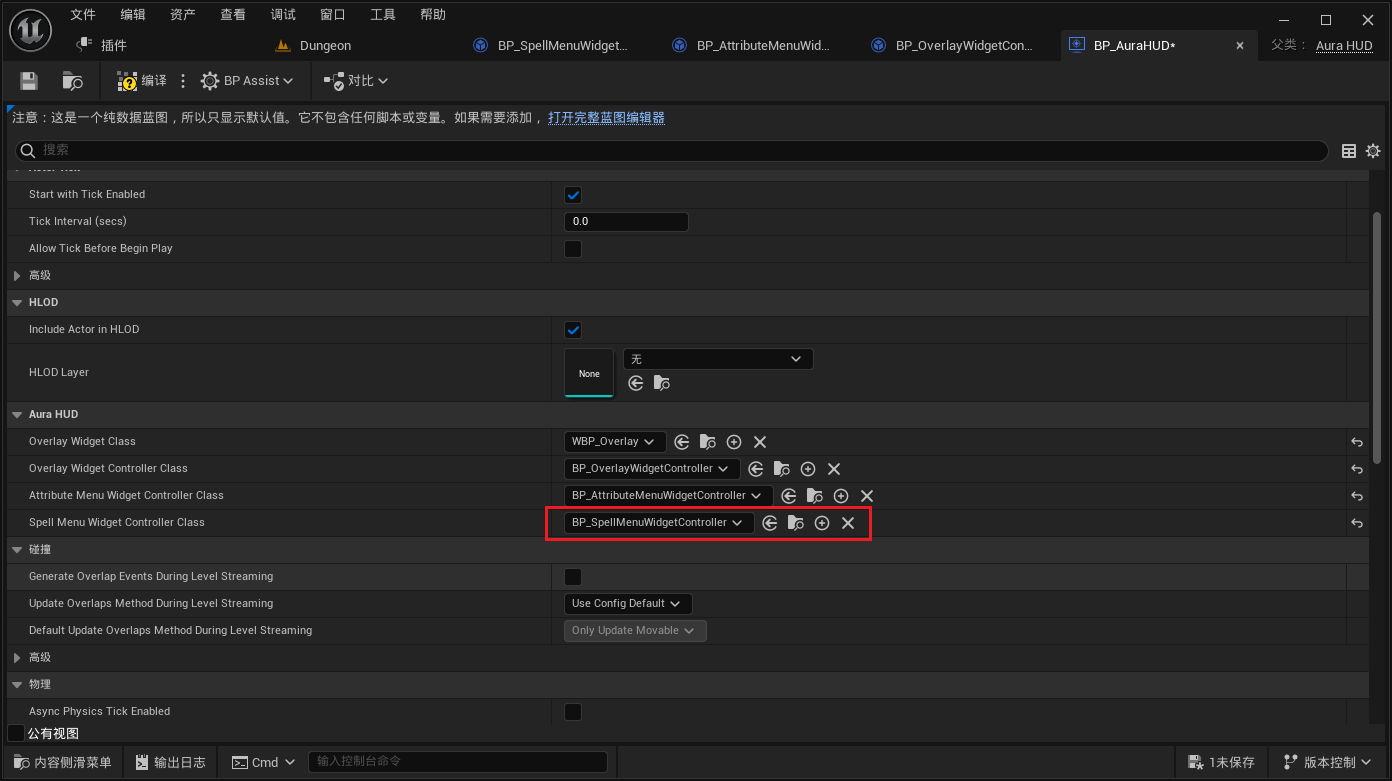 文件 编辑 资产 查看 调试 窗口 工具 帮助
插件 Dungeon BP_SpellMenuWidget... BP_AttributeMenuWid... BP_OverlayWidgetCon... BP_AuraHUD* 父类： Aura HUD
编译 BP Assist 对比
注意：这是一个纯数据蓝图，所以只显示默认值。它不包含任何脚本或变量。如果需要添加， 打开完整蓝图编辑器
搜索
Start with Tick Enabled
Tick Interval (secs) 0.0
Allow Tick Before Begin Play
高级
HLOD
Include Actor in HLOD
HLOD Layer None 无
Aura HUD
Overlay Widget Class WBP_Overlay
Overlay Widget Controller Class BP_OverlayWidgetController
Attribute Menu Widget Controller Class BP_AttributeMenuWidgetController
Spell Menu Widget Controller Class BP_SpellMenuWidgetController
碰撞
Generate Overlap Events During Level Streaming
Update Overlaps Method During Level Streaming Use Config Default
Default Update Overlaps Method During Level Streaming Only Update Movable
高级
物理
Async Physics Tick Enabled
公有视图
内容侧滑菜单 输出日志 Cmd 输入控制台命令 1未保存 版本控制